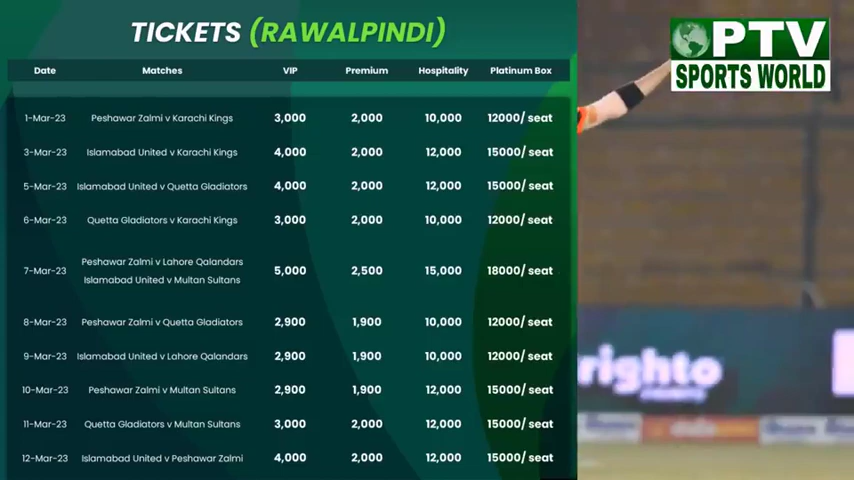 TICKETS (RAWALPINDI)
PTV
SPORTS WORLD
Date Matches VIP Premium Hospitality Platinum Box
1-Mar-23 Peshawar Zalmi v Karachi Kings 3,000 2,000 10,000 12000/ seat
3-Mar-23 Islamabad United v Karachi Kings 4,000 2,000 12,000 15000/ seat
5-Mar-23 Islamabad United v Quetta Gladiators 4,000 2,000 12,000 15000/ seat
6-Mar-23 Quetta Gladiators v Karachi Kings 3,000 2,000 10,000 12000/ seat
7-Mar-23 Peshawar Zalmi v Lahore Qalandars
Islamabad United v Multan Sultans 5,000 2,500 15,000 18000/ seat
8-Mar-23 Peshawar Zalmi v Quetta Gladiators 2,900 1,900 10,000 12000/ seat
9-Mar-23 Islamabad United v Lahore Qalandars 2,900 1,900 10,000 12000/ seat
10-Mar-23 Peshawar Zalmi v Multan Sultans 2,900 1,900 12,000 15000/ seat
11-Mar-23 Quetta Gladiators v Multan Sultans 3,000 2,000 12,000 15000/ seat
12-Mar-23 Islamabad United v Peshawar Zalmi 4,000 2,000 12,000 15000/ seat
righto